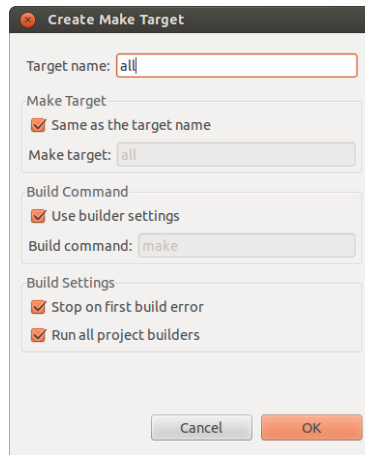 Create Make Target
Target name: all
Make Target
Same as the target name
Make target: all
Build Command
Use builder settings
Build command: make
Build Settings
Stop on first build error
Run all project builders
Cancel OK